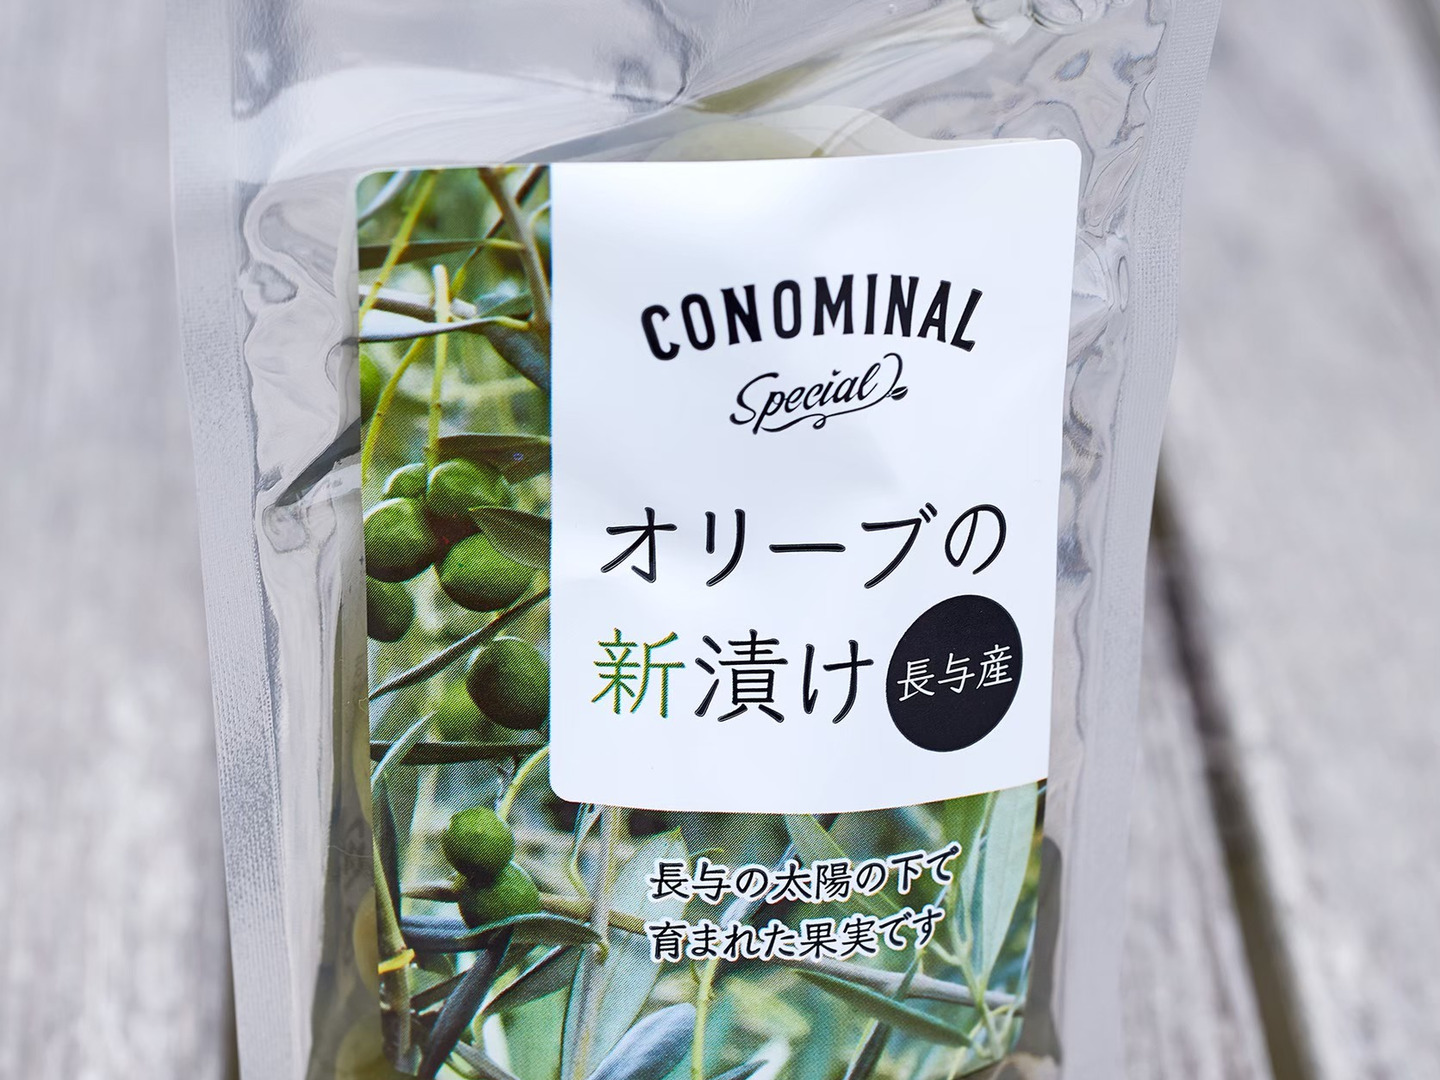 CONOMINAL
Special
オリーブの
新漬け
長与産
長与の太陽の下で
育まれた果実です